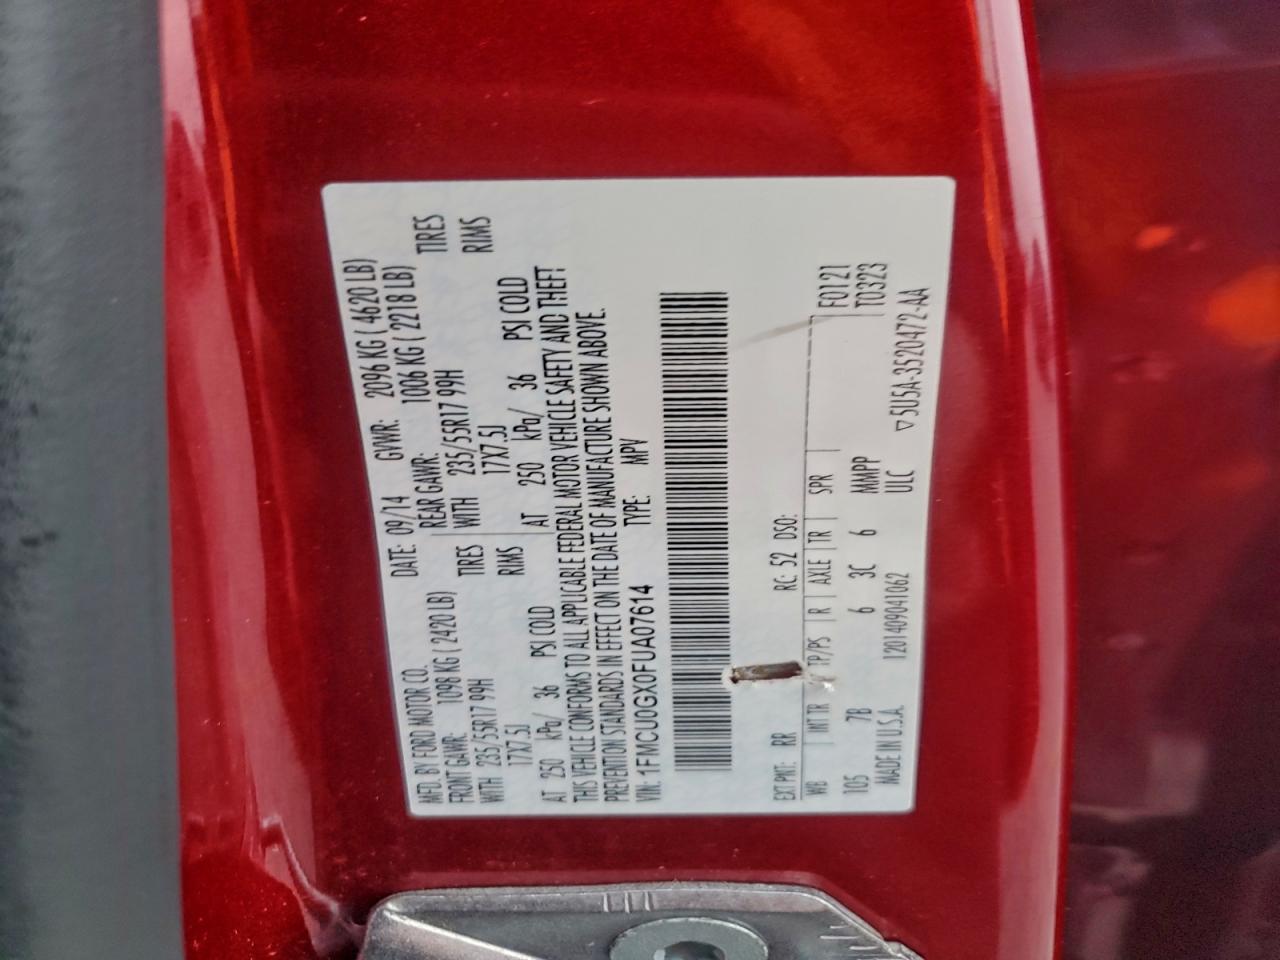 MFD. BY FORD MOTOR CO. DATE: 09/14 GVWR: 2096 KG ( 4620 LB)
FRONT GAWR: 1098 KG ( 2420 LB) REAR GAWR: 1006 KG ( 2218 LB)
WITH 235/55R17 99H TIRES WITH 235/55R17 99H TIRES
17X7.5J RIMS 17X7.5J RIMS
AT 250 kPa/ 36 PSI COLD AT 250 kPa/ 36 PSI COLD
THIS VEHICLE CONFORMS TO ALL APPLICABLE FEDERAL MOTOR VEHICLE SAFETY AND THEFT
PREVENTION STANDARDS IN EFFECT ON THE DATE OF MANUFACTURE SHOWN ABOVE.
VIN: 1FMCU0GX0FUA07614 TYPE: MPV
EXT PNT: RR RC: 52 DSO:
WB INT TR TP/PS R AXLE TR SPR F0121
105 7B 6 3C 6 MMPP T0323
MADE IN U.S.A. 1201409041062 ULC ▽5U5A-3520472-AA